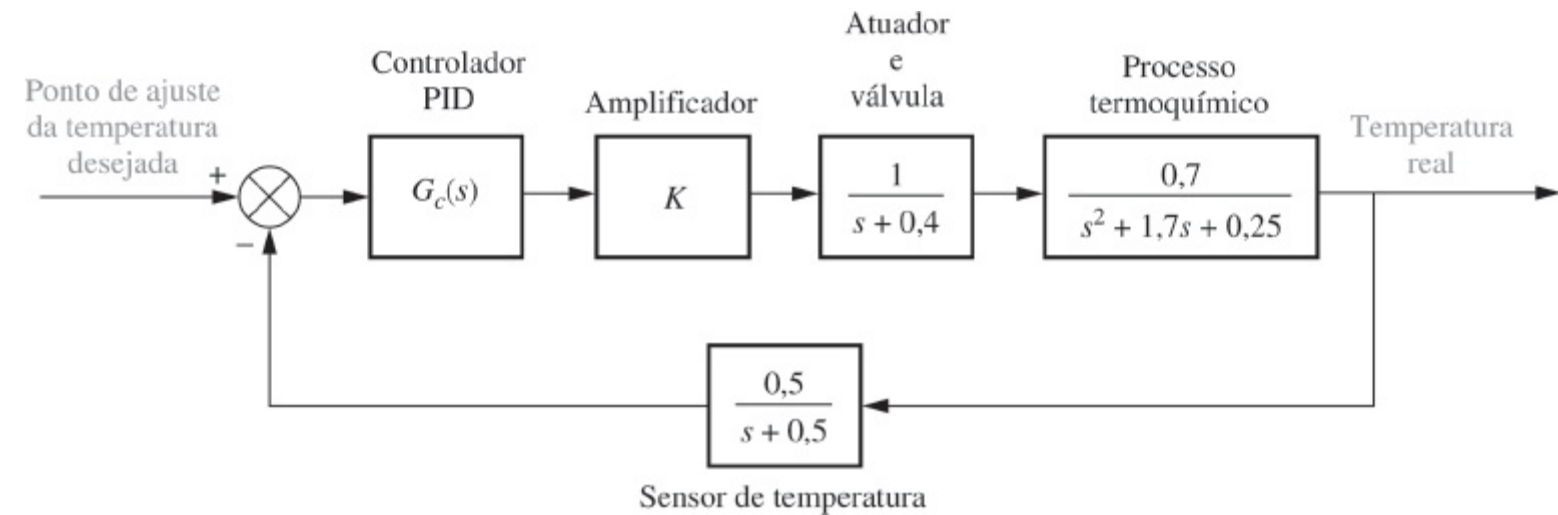 Ponto de ajuste
da temperatura
desejada
+
−
Controlador
PID
G_c(s)
Amplificador
K
Atuador
e
válvula
1
s + 0,4
Processo
termoquímico
0,7
s² + 1,7s + 0,25
Temperatura
real
0,5
s + 0,5
Sensor de temperatura